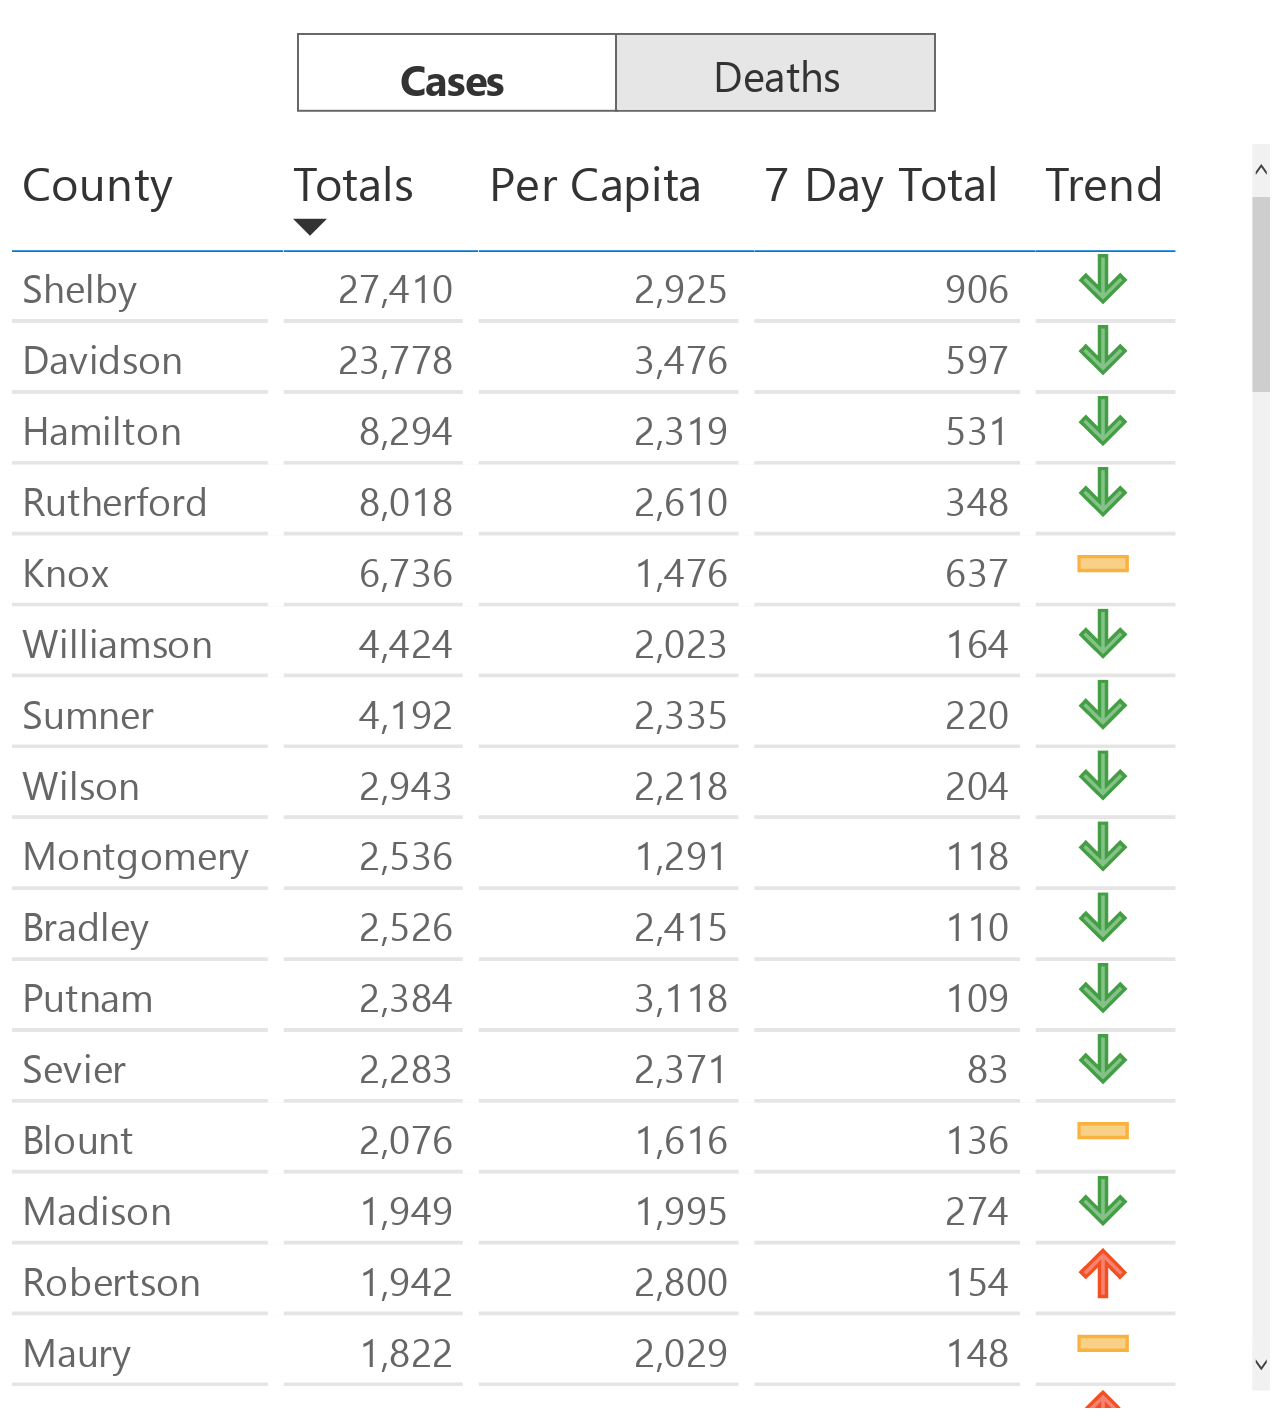 Cases Deaths
County Totals Per Capita 7 Day Total Trend
Shelby 27,410 2,925 906
Davidson 23,778 3,476 597
Hamilton 8,294 2,319 531
Rutherford 8,018 2,610 348
Knox 6,736 1,476 637
Williamson 4,424 2,023 164
Sumner 4,192 2,335 220
Wilson 2,943 2,218 204
Montgomery 2,536 1,291 118
Bradley 2,526 2,415 110
Putnam 2,384 3,118 109
Sevier 2,283 2,371 83
Blount 2,076 1,616 136
Madison 1,949 1,995 274
Robertson 1,942 2,800 154
Maury 1,822 2,029 148